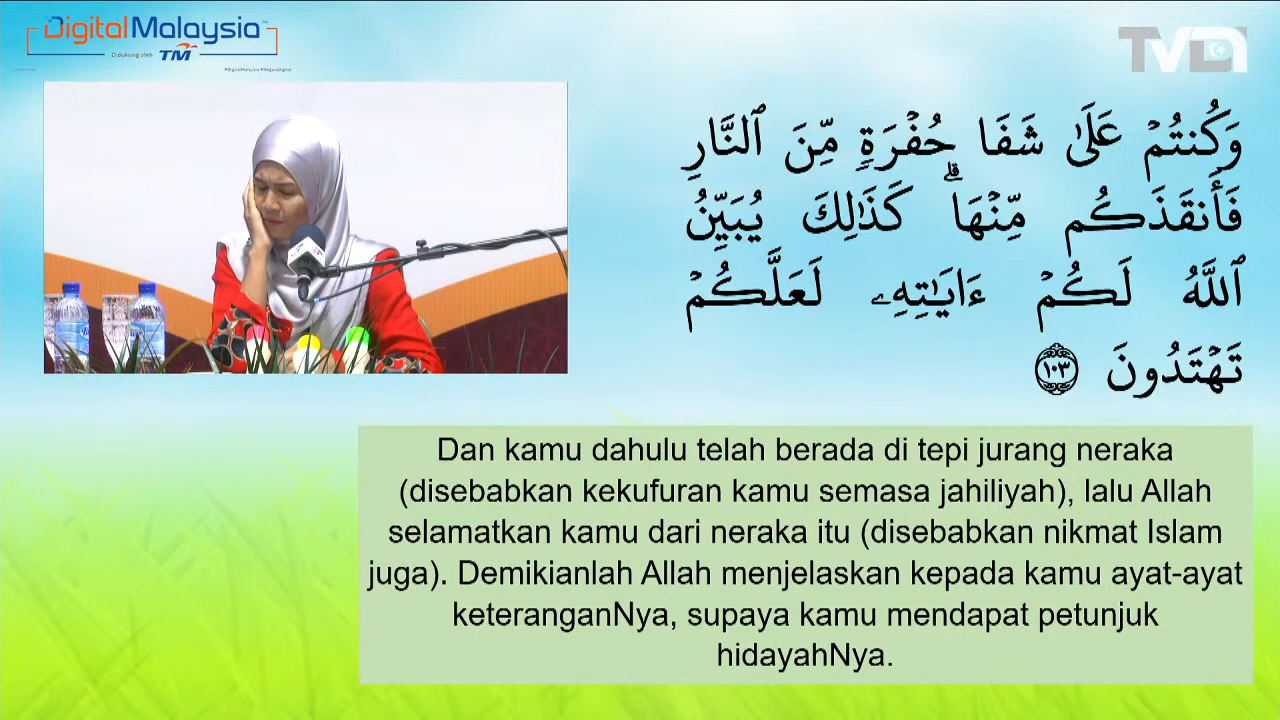 DigitalMalaysia
Didukung oleh TM
TVDI
وَكُنتُمْ عَلَىٰ شَفَا حُفْرَةٍ مِّنَ ٱلنَّارِ
فَأَنقَذَكُم مِّنْهَا ۗ كَذَٰلِكَ يُبَيِّنُ
ٱللَّهُ لَكُمْ ءَايَـٰتِهِۦ لَعَلَّكُمْ
تَهْتَدُونَ ١٠٣
Dan kamu dahulu telah berada di tepi jurang neraka
(disebabkan kekufuran kamu semasa jahiliyah), lalu Allah
selamatkan kamu dari neraka itu (disebabkan nikmat Islam
juga). Demikianlah Allah menjelaskan kepada kamu ayat-ayat
keteranganNya, supaya kamu mendapat petunjuk
hidayahNya.